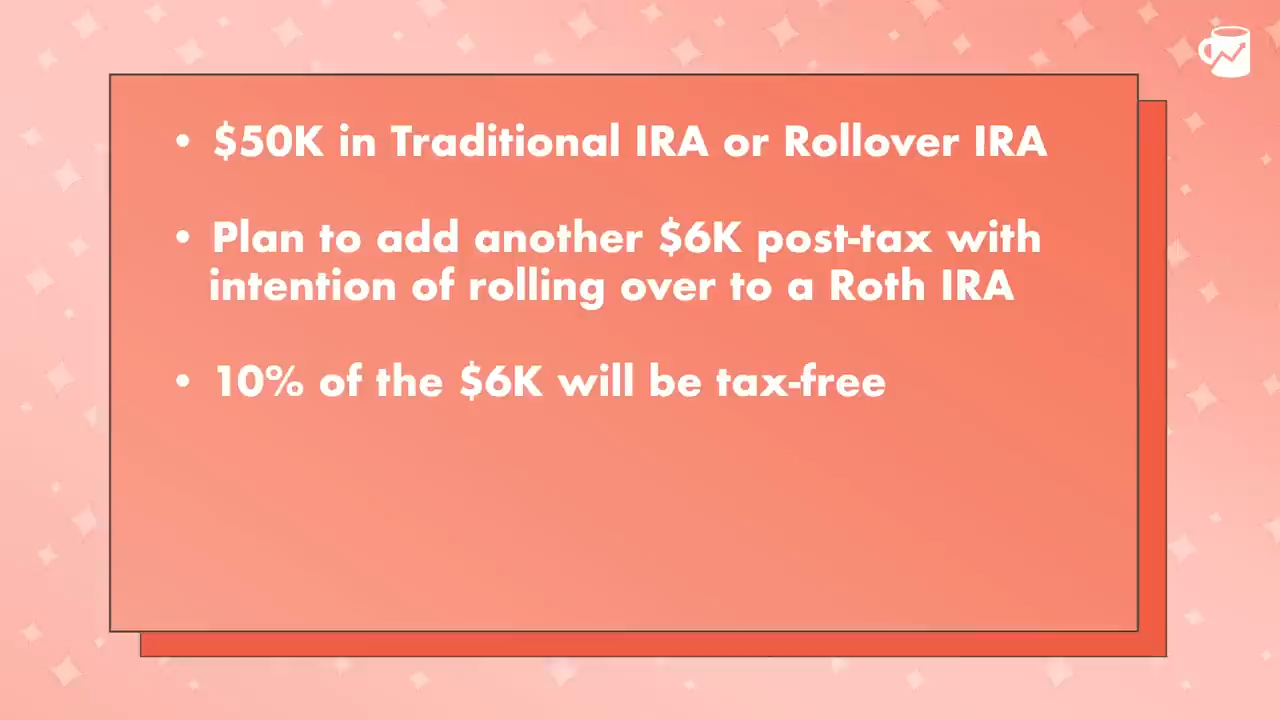 • $50K in Traditional IRA or Rollover IRA
• Plan to add another $6K post-tax with
intention of rolling over to a Roth IRA
• 10% of the $6K will be tax-free